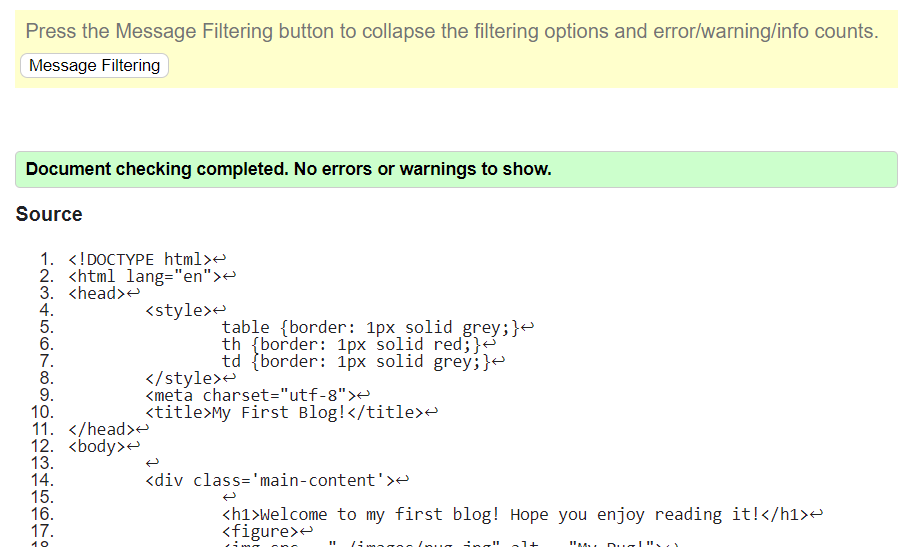 Press the Message Filtering button to collapse the filtering options and error/warning/info counts.
Message Filtering
Document checking completed. No errors or warnings to show.
Source
1. <!DOCTYPE html>↩
2. <html lang="en">↩
3. <head>↩
4. <style>↩
5. table {border: 1px solid grey;}↩
6. th {border: 1px solid red;}↩
7. td {border: 1px solid grey;}↩
8. </style>↩
9. <meta charset="utf-8">↩
10. <title>My First Blog!</title>↩
11. </head>↩
12. <body>↩
13. ↩
14. <div class='main-content'>↩
15. ↩
16. <h1>Welcome to my first blog! Hope you enjoy reading it!</h1>↩
17. <figure>↩
18.